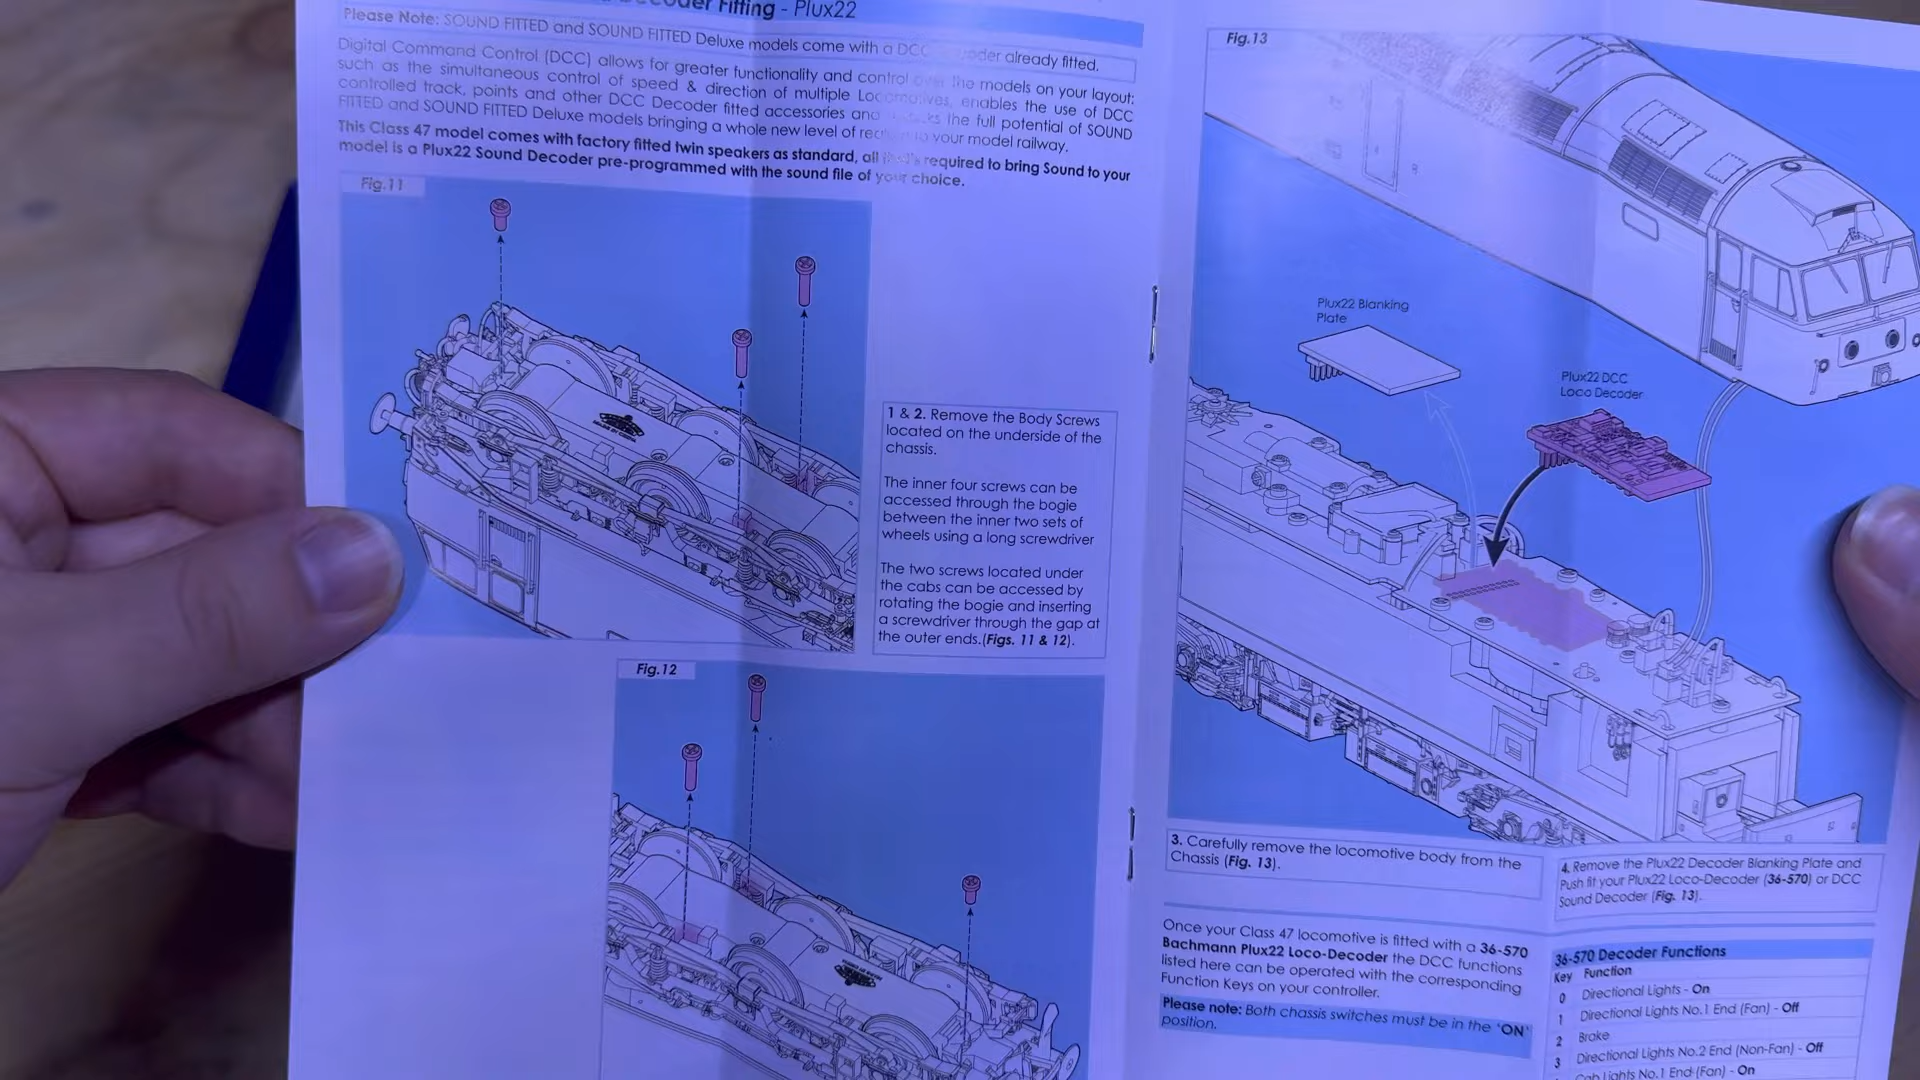 Decoder Fitting - Plux22
Please Note: SOUND FITTED and SOUND FITTED Deluxe models come with a DCC already fitted.
Digital Command Control (DCC) allows for greater functionality and control over the models on your layout;
such as the simultaneous control of speed & direction of multiple Locomotives, enables the use of DCC
controlled track, points and other DCC Decoder fitted accessories and the full potential of SOUND
FITTED and SOUND FITTED Deluxe models bringing a whole new level of to your model railway.
This Class 47 model comes with factory fitted twin speakers as standard, all that's required to bring Sound to your
model is a Plux22 Sound Decoder pre-programmed with the sound file of your choice.
Fig.11
1 & 2. Remove the Body Screws
located on the underside of the
chassis.
The inner four screws can be
accessed through the bogie
between the inner two sets of
wheels using a long screwdriver
The two screws located under
the cabs can be accessed by
rotating the bogie and inserting
a screwdriver through the gap at
the outer ends.(Figs. 11 & 12).
Fig.12
Fig.13
Plux22 Blanking
Plate
Plux22 DCC
Loco Decoder
3. Carefully remove the locomotive body from the
Chassis (Fig. 13).
4. Remove the Plux22 Decoder Blanking Plate and
Push fit your Plux22 Loco-Decoder (36-570) or DCC
Sound Decoder (Fig. 13).
Once your Class 47 locomotive is fitted with a 36-570
Bachmann Plux22 Loco-Decoder the DCC functions
listed here can be operated with the corresponding
Function Keys on your controller.
Please note: Both chassis switches must be in the 'ON'
position.
36-570 Decoder Functions
Key Function
0 Directional Lights - On
1 Directional Lights No.1 End (Fan) - Off
2 Brake
3 Directional Lights No.2 End (Non-Fan) - Off
Cab Lights No.1 End (Fan) - On